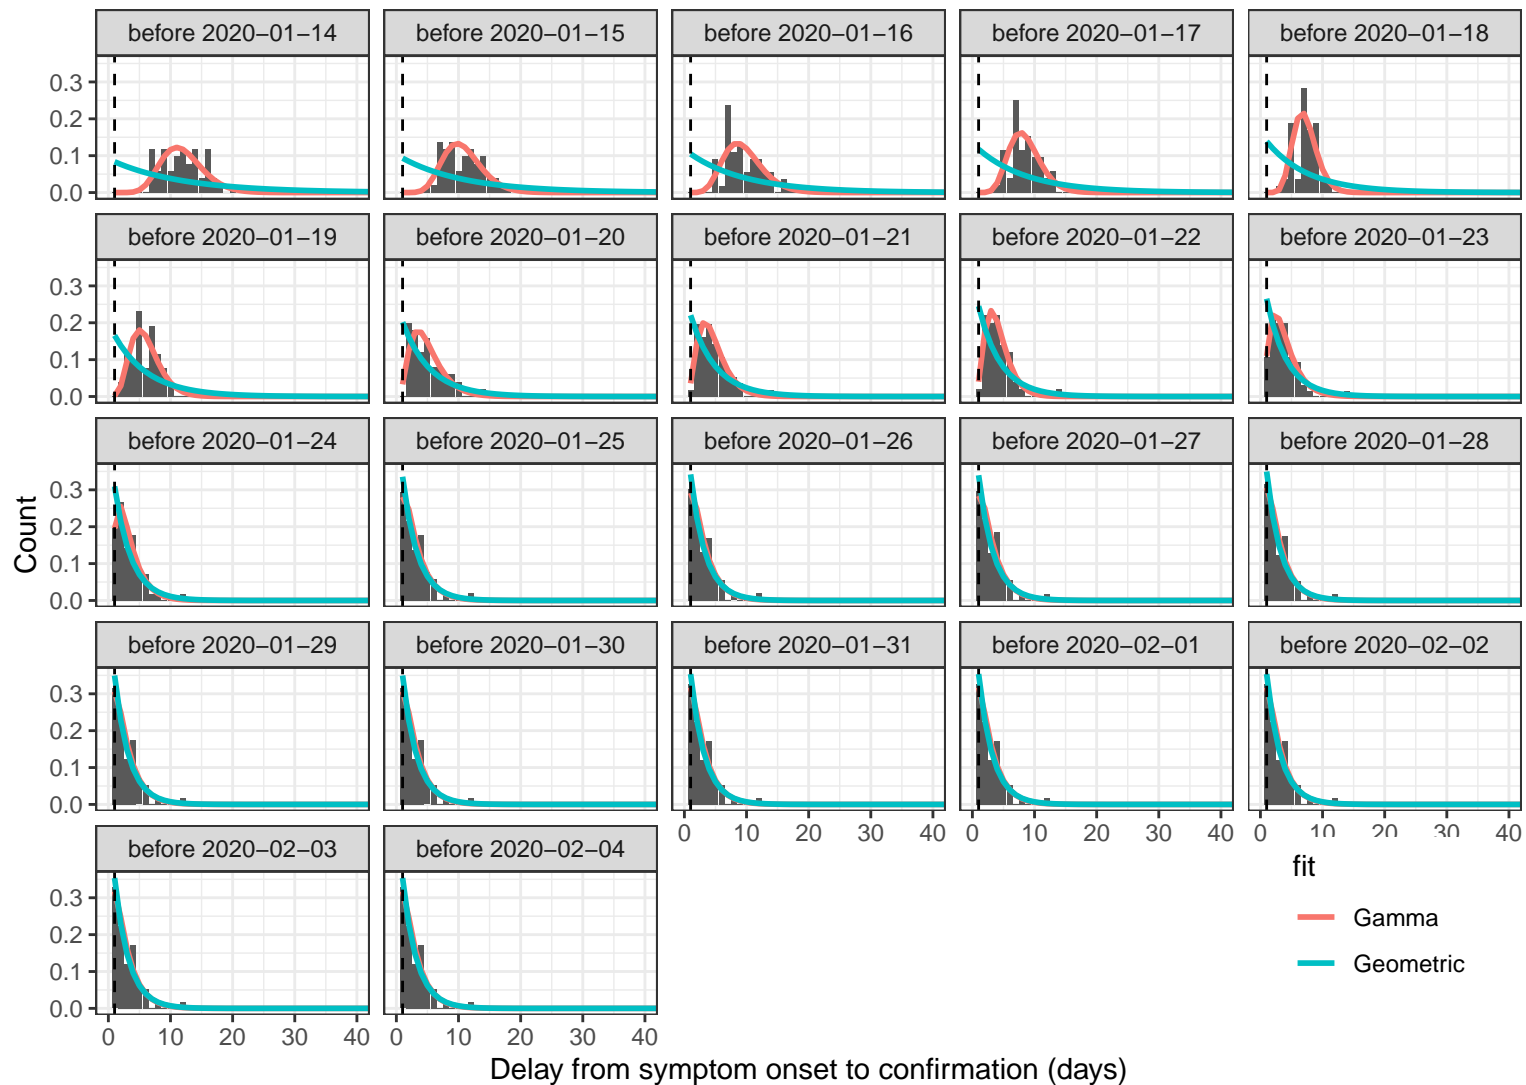 before 2020−01−14 before 2020−01−15 before 2020−01−16 before 2020−01−17 before 2020−01−18
0.3
0.2
0.1
0.0
before 2020−01−19 before 2020−01−20 before 2020−01−21 before 2020−01−22 before 2020−01−23
0.3
0.2
0.1
0.0
before 2020−01−24 before 2020−01−25 before 2020−01−26 before 2020−01−27 before 2020−01−28
0.3
0.2
0.1
0.0
Count
before 2020−01−29 before 2020−01−30 before 2020−01−31 before 2020−02−01 before 2020−02−02
0.3
0.2
0.1
0.0
0 10 20 30 40 0 10 20 30 40 0 10 20 30 40
before 2020−02−03 before 2020−02−04
0.3
0.2
0.1
0.0
0 10 20 30 40 0 10 20 30 40
fit
Gamma
Geometric
Delay from symptom onset to confirmation (days)